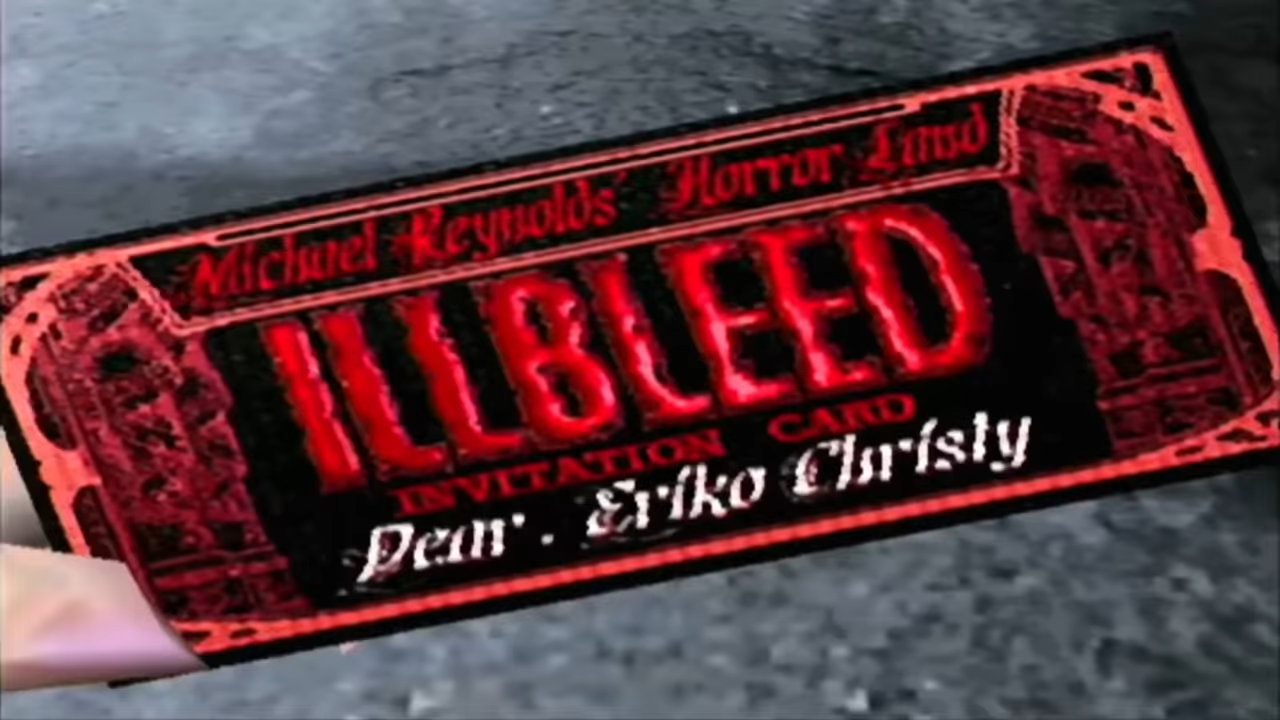 Michael Reynolds' Horror Land
ILLBLEED
INVITATION CARD
Dear. Eriko Christy